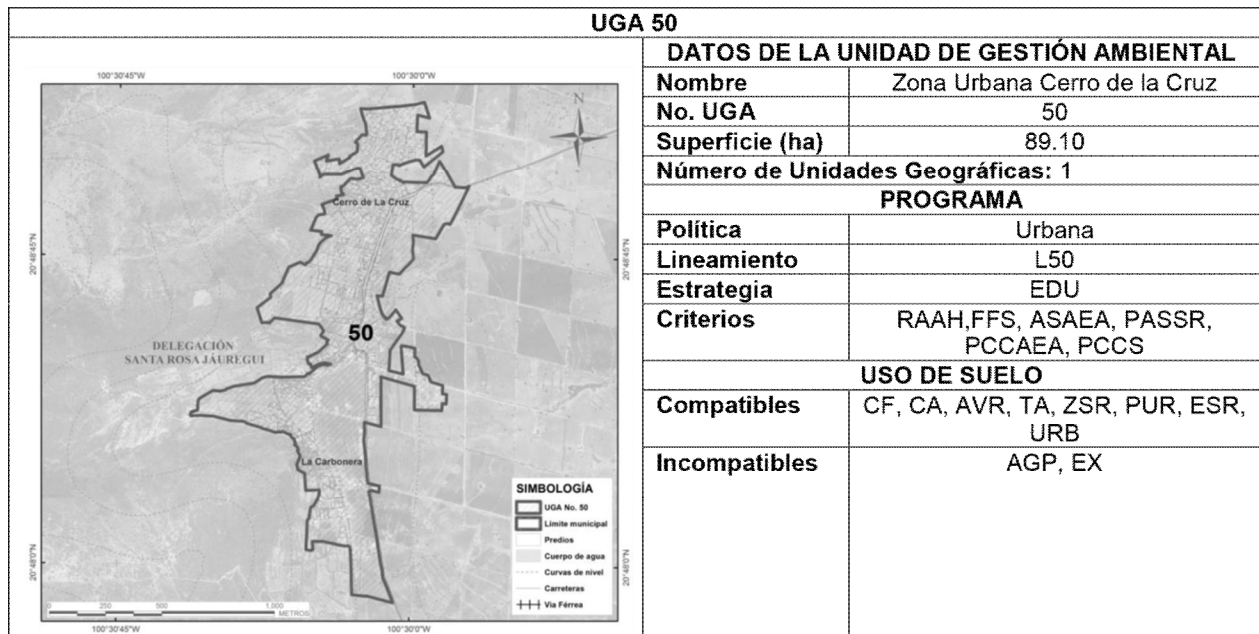 UGA 50
100°30'45"W
100°30'0"W
N
20°48'45"N
20°48'45"N
Cerro de La Cruz
50
DELEGACIÓN
SANTA ROSA JÁUREGUI
La Carbonera
20°48'0"N
20°48'0"N
SIMBOLOGÍA
UGA No. 50
Límite municipal
Predios
Cuerpo de agua
Curvas de nivel
Carreteras
Vía Férrea
0 250 500 1,000
METROS
100°30'45"W
100°30'0"W
DATOS DE LA UNIDAD DE GESTIÓN AMBIENTAL
Nombre Zona Urbana Cerro de la Cruz
No. UGA 50
Superficie (ha) 89.10
Número de Unidades Geográficas: 1
PROGRAMA
Política Urbana
Lineamiento L50
Estrategia EDU
Criterios RAAH,FFS, ASAEA, PASSR,
PCCAEA, PCCS
USO DE SUELO
Compatibles CF, CA, AVR, TA, ZSR, PUR, ESR,
URB
Incompatibles AGP, EX